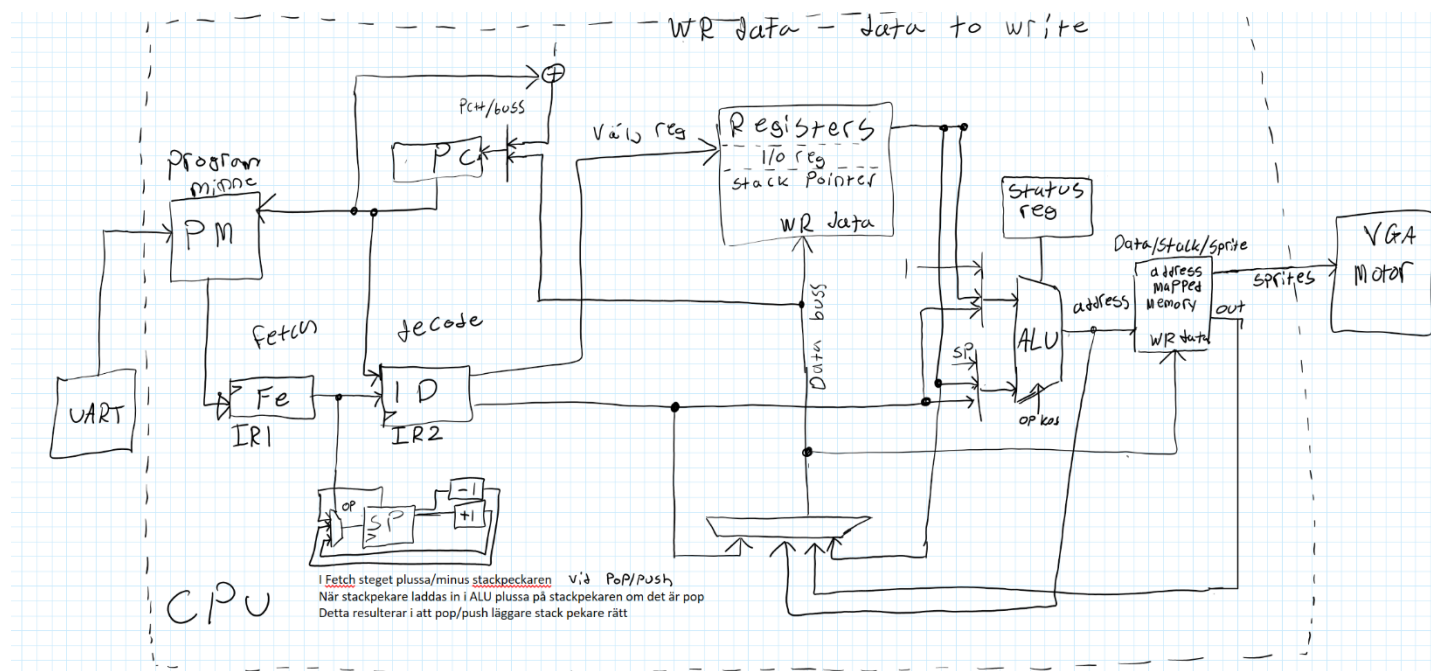 WR data - data to write
PC++/buss
PC
Program
minne
PM
Fetch
decode
Fe
IR1
ID
IR2
UART
OP
SP
-1
+1
I Fetch steget plussa/minus stackpeckaren vid PoP/Push
När stackpekare laddas in i ALU plussa på stackpekaren om det är pop
Detta resulterar i att pop/push läggare stack pekare rätt
CPU
Välj reg
Registers
I/O reg
Stack Pointer
WR data
Data buss
Status
reg
1
SP
ALU
OP kod
address
Data/Stack/Sprite
address
mapped
Memory
WR data
out
sprites
VGA
Motor